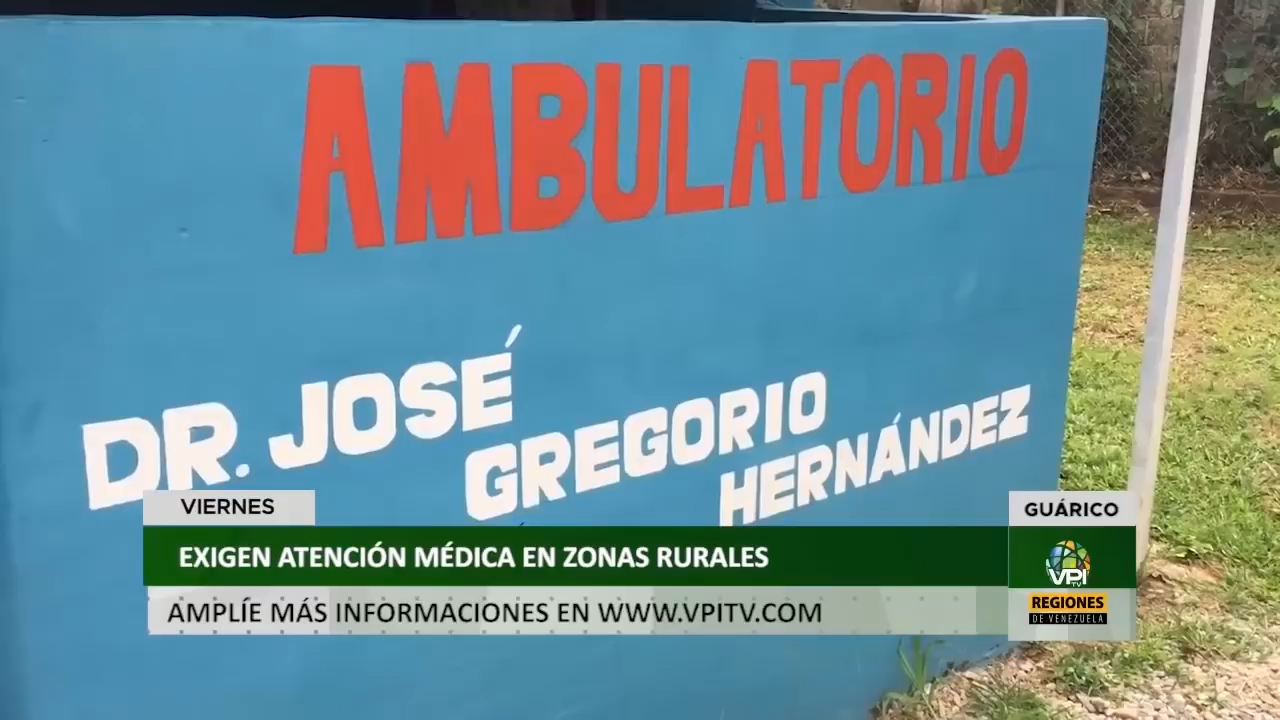 AMBULATORIO
DR. JOSÉ
GREGORIO
HERNÁNDEZ
VIERNES
GUÁRICO
EXIGEN ATENCIÓN MÉDICA EN ZONAS RURALES
VPI
TV
AMPLÍE MÁS INFORMACIONES EN WWW.VPITV.COM
REGIONES
DE VENEZUELA